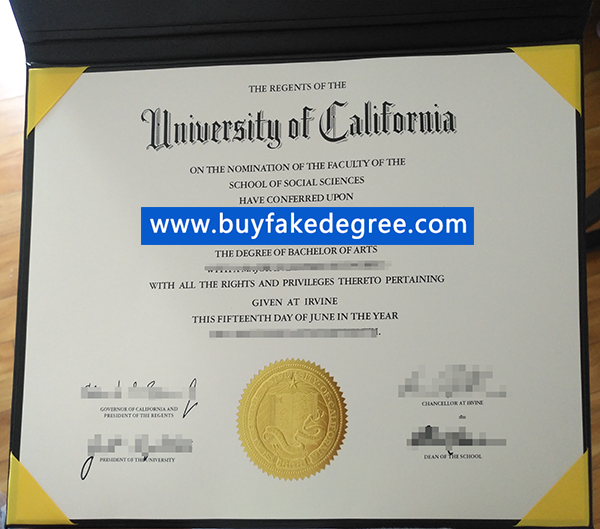 THE REGENTS OF THE
University of California
ON THE NOMINATION OF THE FACULTY OF THE
SCHOOL OF SOCIAL SCIENCES
HAVE CONFERRED UPON
www.buyfakedegree.com
THE DEGREE OF BACHELOR OF ARTS
WITH ALL THE RIGHTS AND PRIVILEGES THERETO PERTAINING
GIVEN AT IRVINE
THIS FIFTEENTH DAY OF JUNE IN THE YEAR
GOVERNOR OF CALIFORNIA AND
PRESIDENT OF THE REGENTS
CHANCELLOR AT IRVINE
PRESIDENT OF THE UNIVERSITY
DEAN OF THE SCHOOL